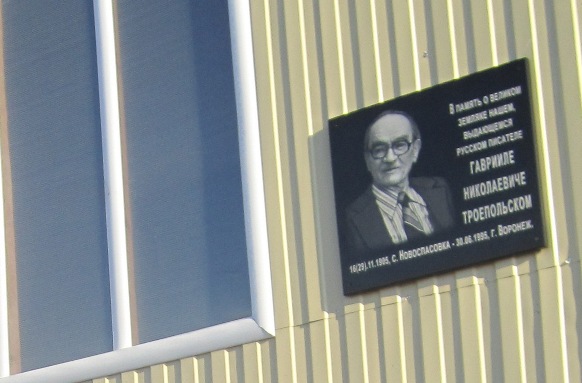 В память о великом
земляке нашем,
выдающемся
русском писателе
Гаврииле
Николаевиче
Троепольском
16(29).11.1905, с. Новоспасовка - 30.06.1995, г. Воронеж.